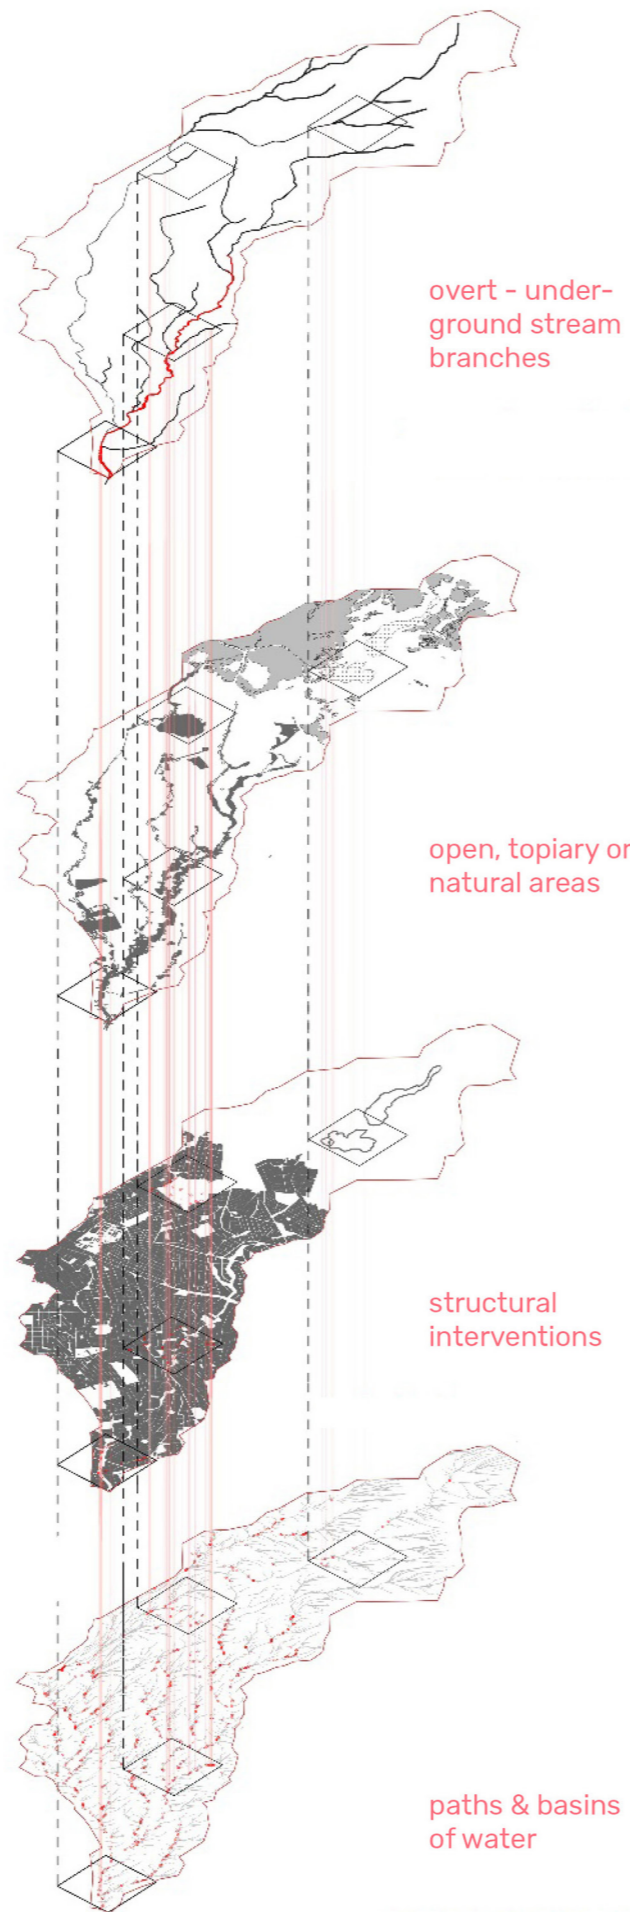 overt - under-
ground stream
branches
open, topiary or
natural areas
structural
interventions
paths & basins
of water